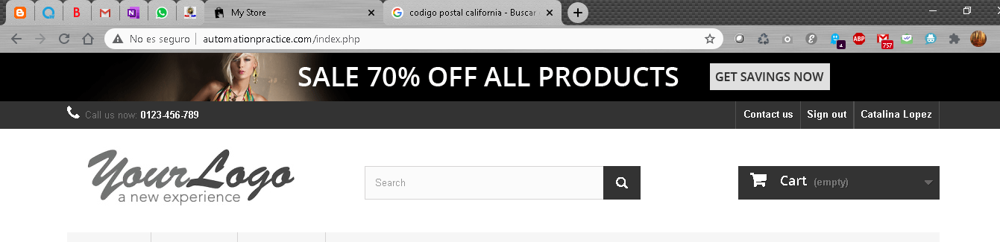 B
N
My Store
codigo postal california - Buscar
No es seguro
automationpractice.com/index.php
ABP
4
757
SALE 70% OFF ALL PRODUCTS
GET SAVINGS NOW
Call us now: 0123-456-789
Contact us
Sign out
Catalina Lopez
YourLogo
a new experience
Search
Cart (empty)